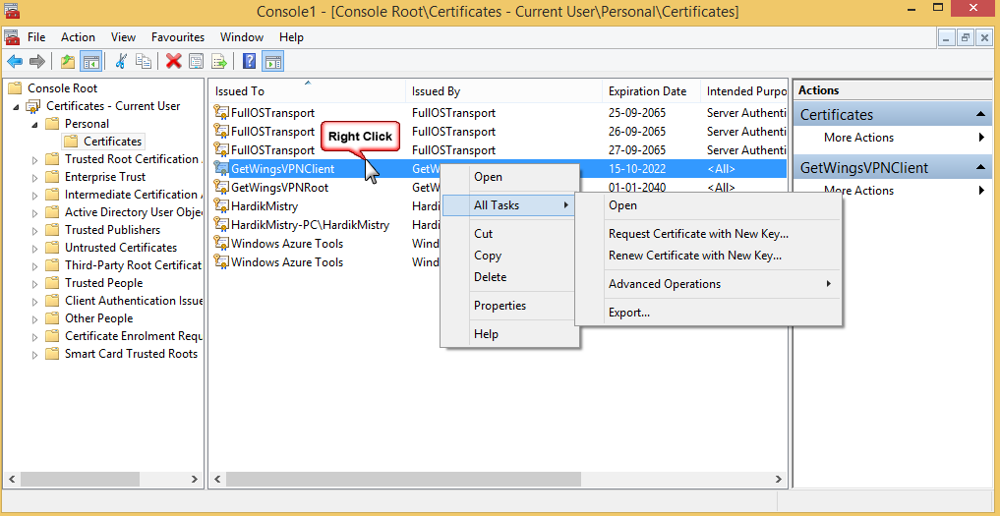 Console1 - [Console Root\Certificates - Current User\Personal\Certificates]
File Action View Favourites Window Help
Console Root
Certificates - Current User
Personal
Certificates
Trusted Root Certification
Enterprise Trust
Intermediate Certification A
Active Directory User Objec
Trusted Publishers
Untrusted Certificates
Third-Party Root Certificat
Trusted People
Client Authentication Issue
Other People
Certificate Enrolment Requ
Smart Card Trusted Roots
Issued To Issued By Expiration Date Intended Purpo
FullOSTransport FullOSTransport 25-09-2065 Server Authenti
FullOSTransport FullOSTransport 26-09-2065 Server Authenti
FullOSTransport FullOSTransport 27-09-2065 Server Authenti
GetWingsVPNClient GetW 15-10-2022 <All>
GetWingsVPNRoot GetW 01-01-2040 <All>
HardikMistry Hardi
HardikMistry-PC\HardikMistry Hardi
Windows Azure Tools Wind
Windows Azure Tools Wind
Right Click
Open
All Tasks
Cut
Copy
Delete
Properties
Help
Open
Request Certificate with New Key...
Renew Certificate with New Key...
Advanced Operations
Export...
Actions
Certificates
More Actions
GetWingsVPNClient
More Actions